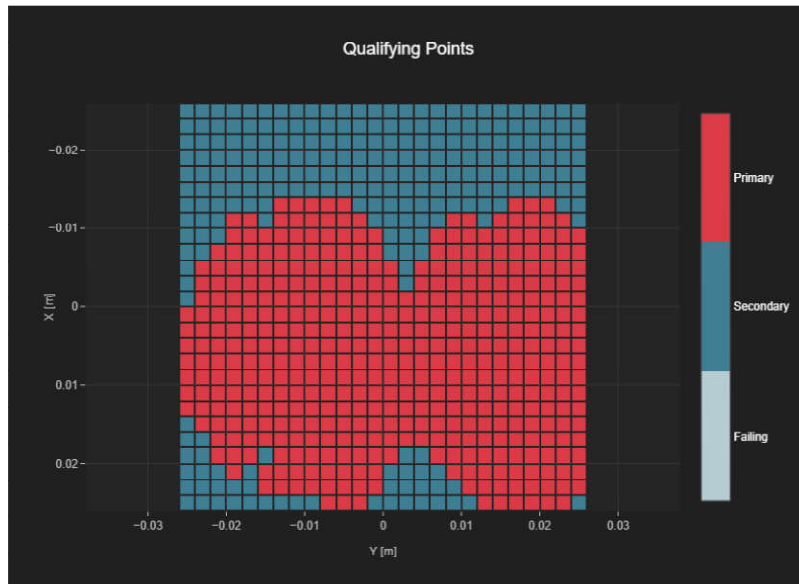 Qualifying Points
−0.02
−0.01
0
0.01
0.02
X [m]
−0.03
−0.02
−0.01
0
0.01
0.02
0.03
Y [m]
Primary
Secondary
Failing